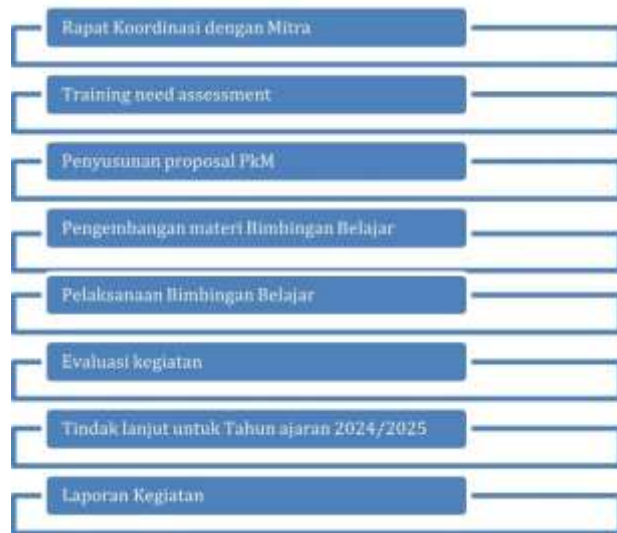 Rapat Koordinasi dengan Mitra
Training need assessment
Penyusunan proposal PkM
Pengembangan materi Bimbingan Belajar
Pelaksanaan Bimbingan Belajar
Evaluasi kegiatan
Tindak lanjut untuk Tahun ajaran 2024/2025
Laporan Kegiatan